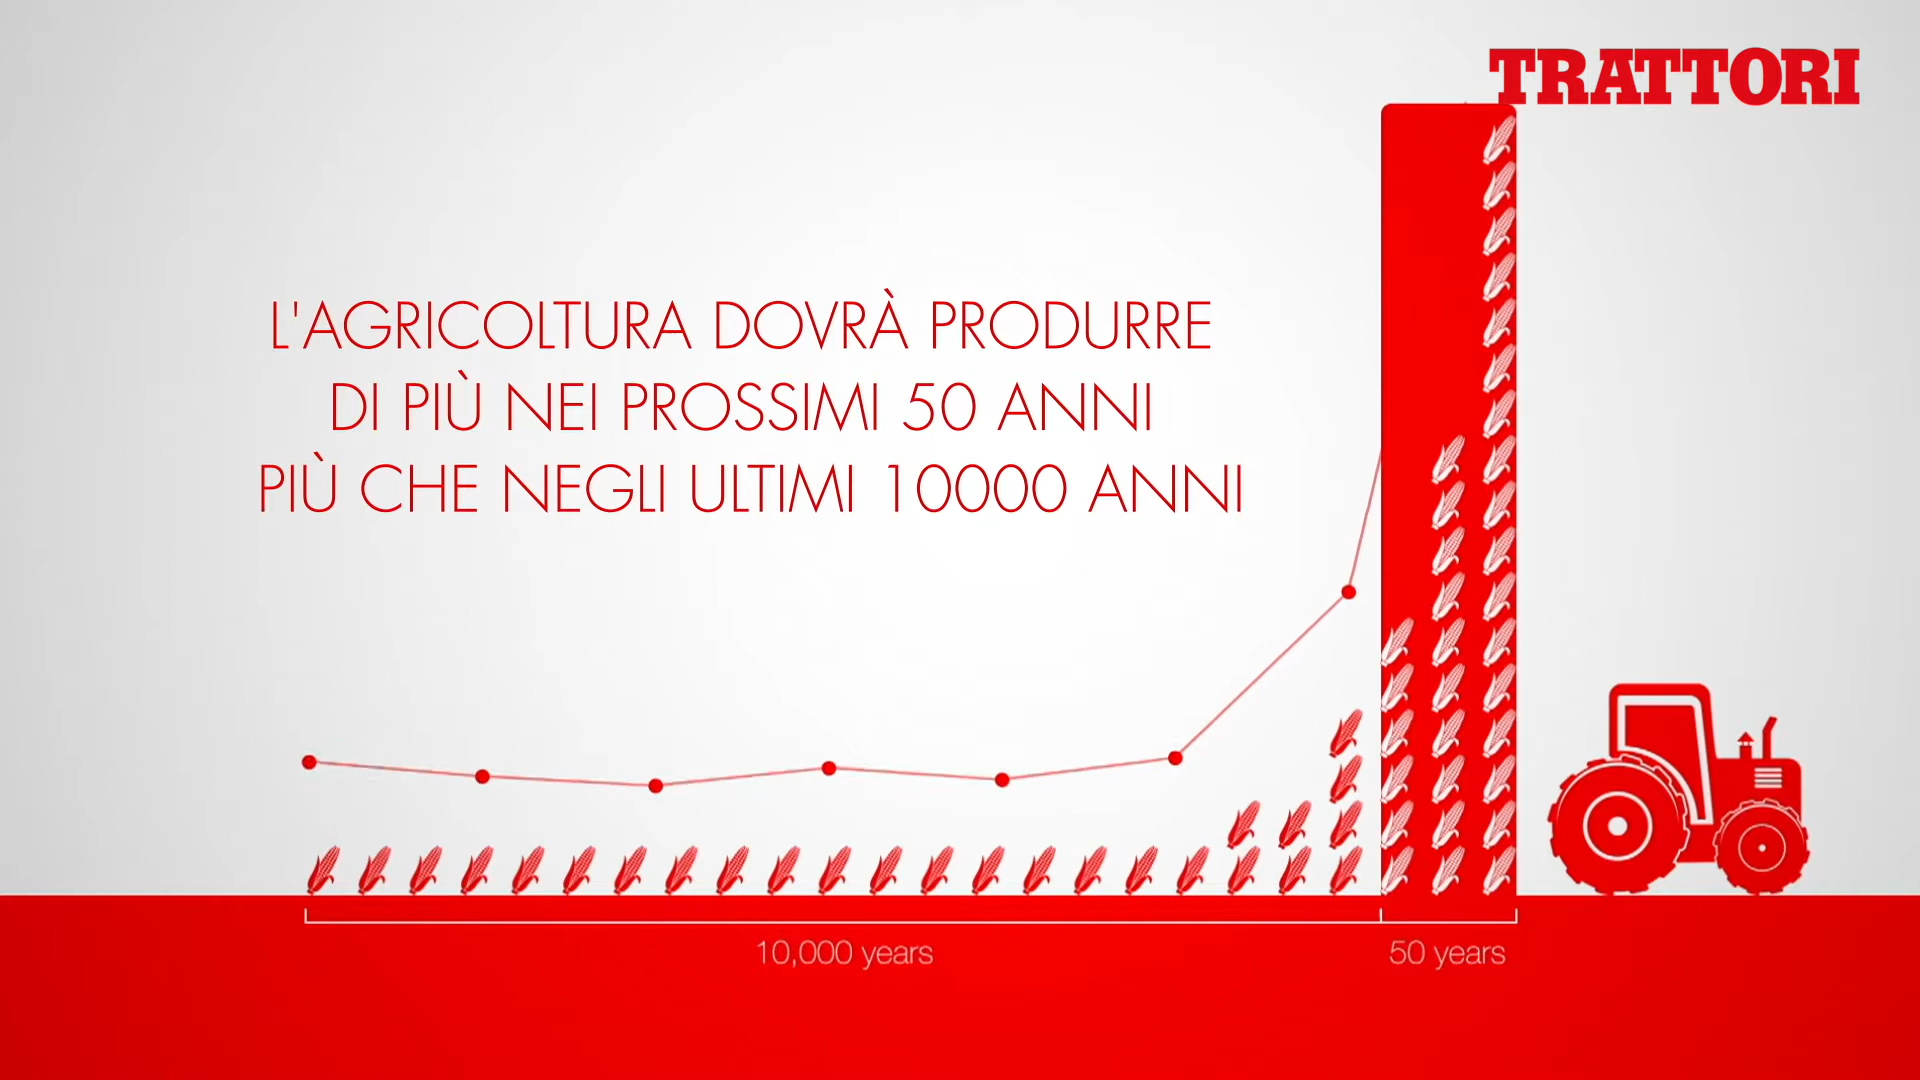 TRATTORI
L'AGRICOLTURA DOVRÀ PRODURRE
DI PIÙ NEI PROSSIMI 50 ANNI
PIÙ CHE NEGLI ULTIMI 10000 ANNI
10,000 years
50 years